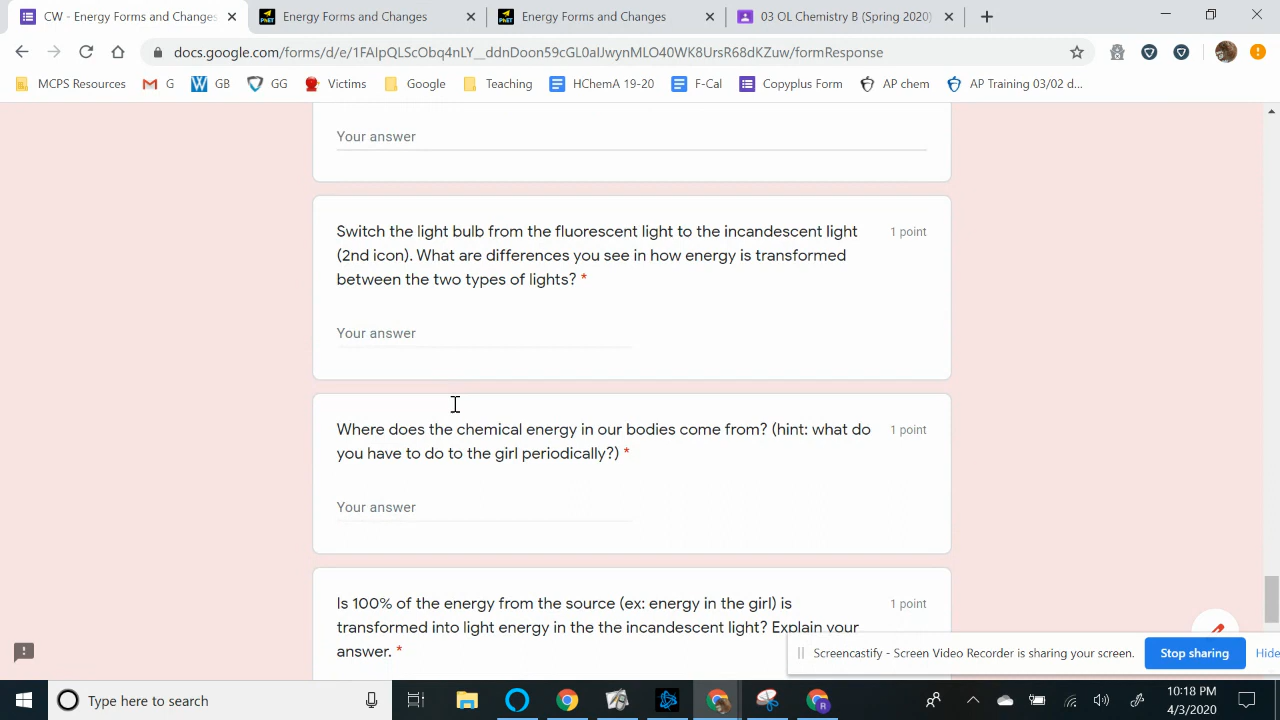 CW - Energy Forms and Changes
Energy Forms and Changes
Energy Forms and Changes
03 OL Chemistry B (Spring 2020)
docs.google.com/forms/d/e/1FAIpQLScObq4nLY__ddnDoon59cGL0aIJwynMLO40WK8UrsR68dKZuw/formResponse
MCPS Resources
G
GB
GG
Victims
Google
Teaching
HChemA 19-20
F-Cal
Copyplus Form
AP chem
AP Training 03/02 d...
Your answer
Switch the light bulb from the fluorescent light to the incandescent light
(2nd icon). What are differences you see in how energy is transformed
between the two types of lights? *
1 point
Your answer
Where does the chemical energy in our bodies come from? (hint: what do
you have to do to the girl periodically?) *
1 point
Your answer
Is 100% of the energy from the source (ex: energy in the girl) is
transformed into light energy in the the incandescent light? Explain your
answer. *
1 point
Screencastify - Screen Video Recorder is sharing your screen.
Stop sharing
Hide
Type here to search
10:18 PM
4/3/2020